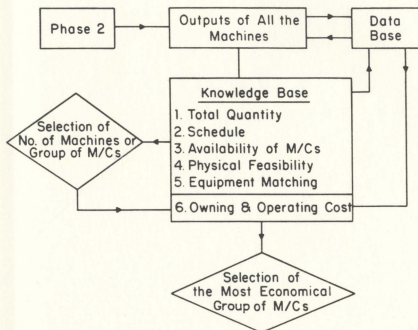 Phase 2
Outputs of All the
Machines
Data
Base
Knowledge Base
1. Total Quantity
2. Schedule
3. Availability of M/Cs
4. Physical Feasibility
5. Equipment Matching
6. Owning & Operating Cost
Selection of
No. of Machines or
Group of M/Cs
Selection of
the Most Economical
Group of M/Cs